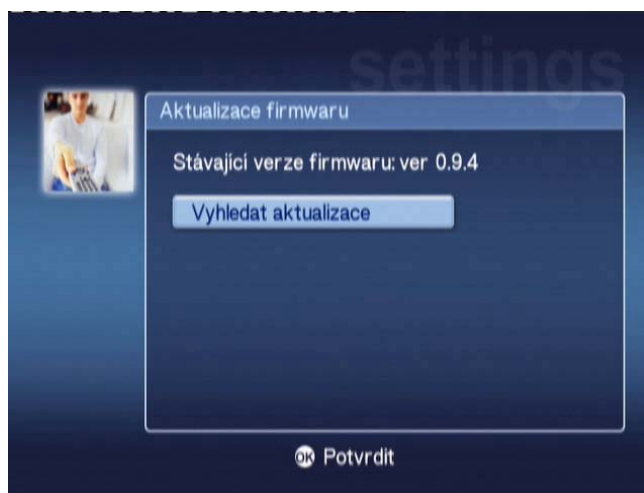 settings
Aktualizace firmwaru
Stávající verze firmwaru: ver 0.9.4
Vyhledat aktualizace
OK Potvrdit